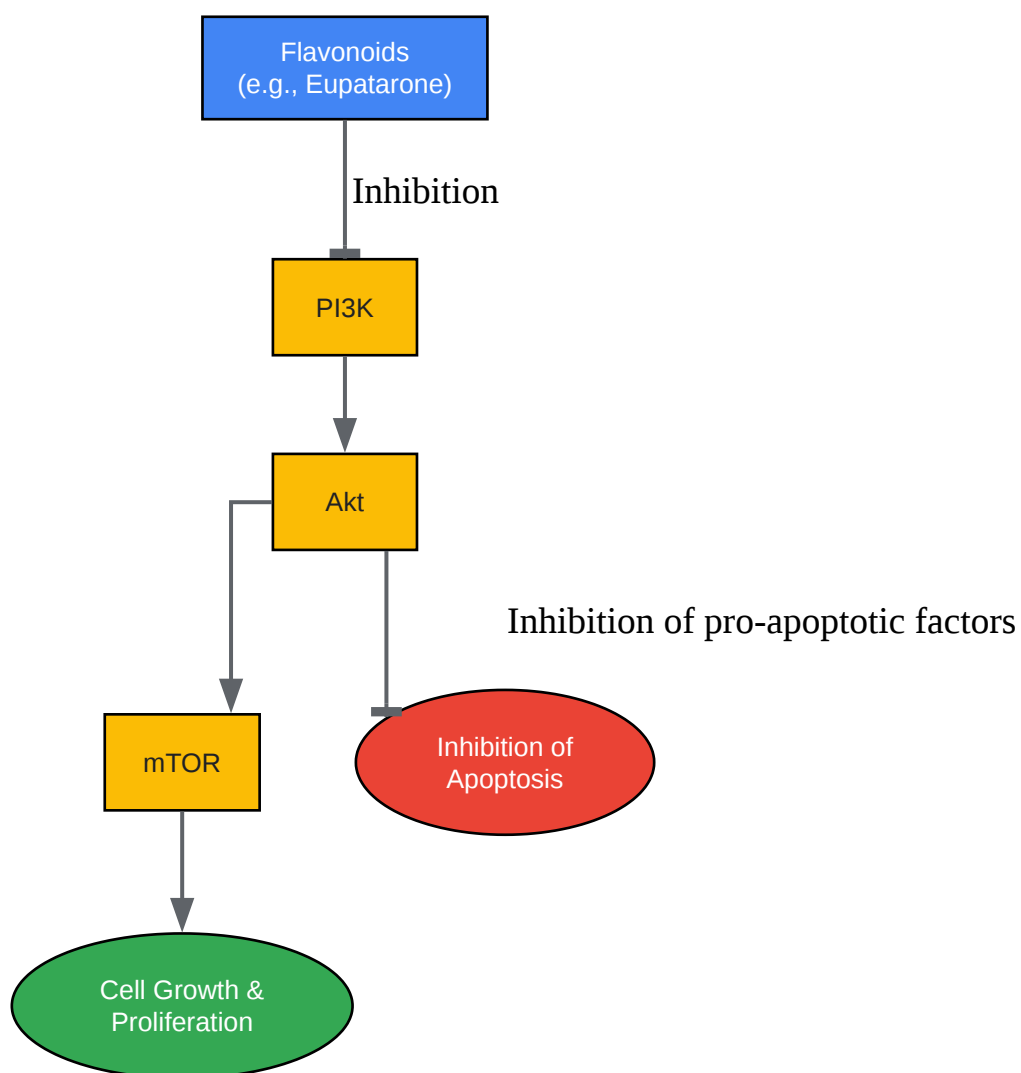 Flavonoids
(e.g., Eupatarone)
Inhibition
PI3K
Akt
Inhibition of pro-apoptotic factors
mTOR
Inhibition of
Apoptosis
Cell Growth &
Proliferation